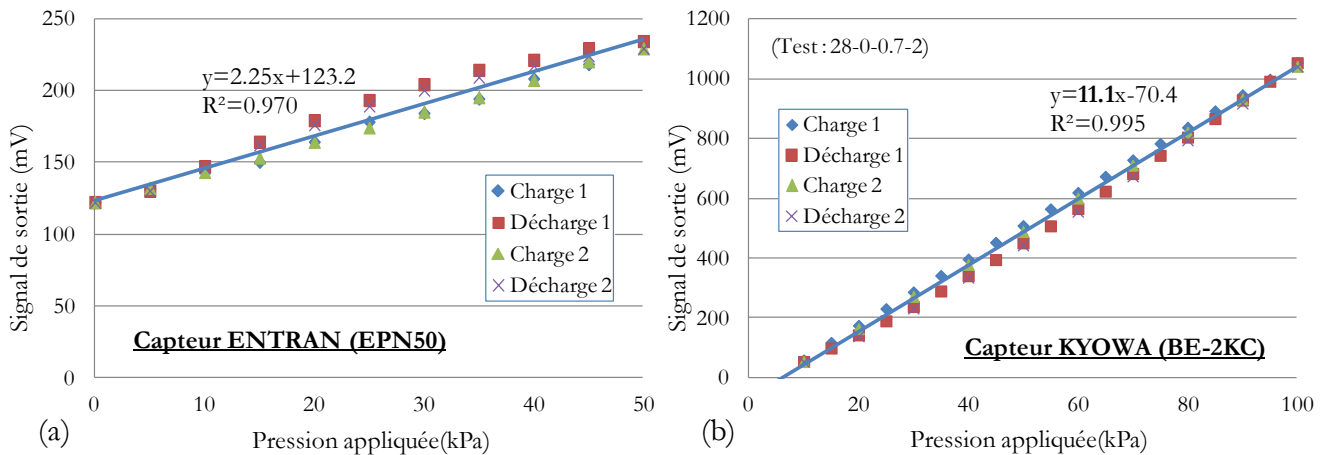 250
200
150
100
50
0
Signal de sortie (mV)
y=2.25x+123.2
R²=0.970
Charge 1
Décharge 1
Charge 2
Décharge 2
Capteur ENTRAN (EPN50)
0 10 20 30 40 50
Pression appliquée(kPa)
(a)
1200
1000
800
600
400
200
0
Signal de sortie (mV)
(Test : 28-0-0.7-2)
y=11.1x-70.4
R²=0.995
Charge 1
Décharge 1
Charge 2
Décharge 2
Capteur KYOWA (BE-2KC)
0 20 40 60 80 100
Pression appliquée(kPa)
(b)